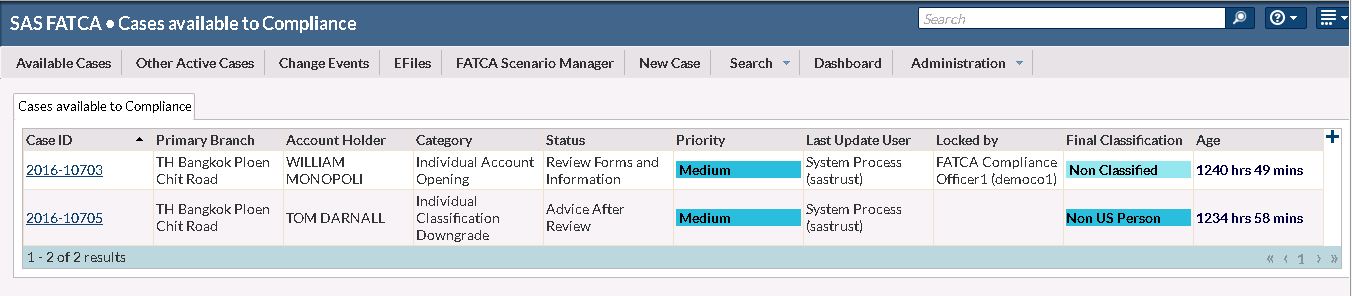 SAS FATCA • Cases available to Compliance
Search
Available Cases Other Active Cases Change Events EFiles FATCA Scenario Manager New Case Search Dashboard Administration
Cases available to Compliance
Case ID Primary Branch Account Holder Category Status Priority Last Update User Locked by Final Classification Age
2016-10703 TH Bangkok Ploen Chit Road WILLIAM MONOPOLI Individual Account Opening Review Forms and Information Medium System Process (sastrust) FATCA Compliance Officer1 (democo1) Non Classified 1240 hrs 49 mins
2016-10705 TH Bangkok Ploen Chit Road TOM DARNALL Individual Classification Downgrade Advice After Review Medium System Process (sastrust) Non US Person 1234 hrs 58 mins
1 - 2 of 2 results « ‹ 1 › »